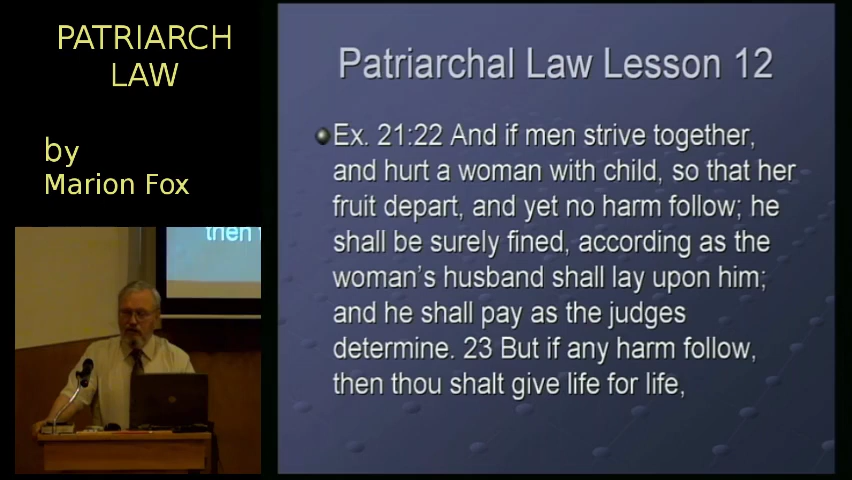 PATRIARCH
LAW
by
Marion Fox
then
Patriarchal Law Lesson 12
Ex. 21:22 And if men strive together,
and hurt a woman with child, so that her
fruit depart, and yet no harm follow; he
shall be surely fined, according as the
woman's husband shall lay upon him;
and he shall pay as the judges
determine. 23 But if any harm follow,
then thou shalt give life for life,